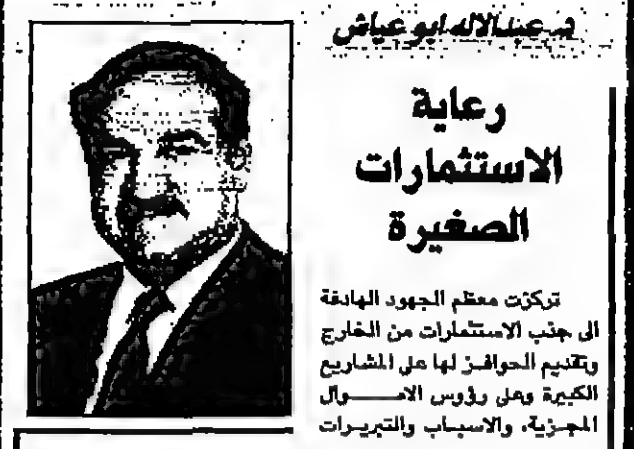 د. عبدالاله ابو عياش
رعاية
الاستثمارات
الصغيرة
تركزت معظم الجهود الهادفة
الى جذب الاستثمارات من الخارج
وتقديم الحوافز لها على المشاريع
الكبيرة وعلى رؤوس الامـــوال
المجزية، والاسباب والتبريرات